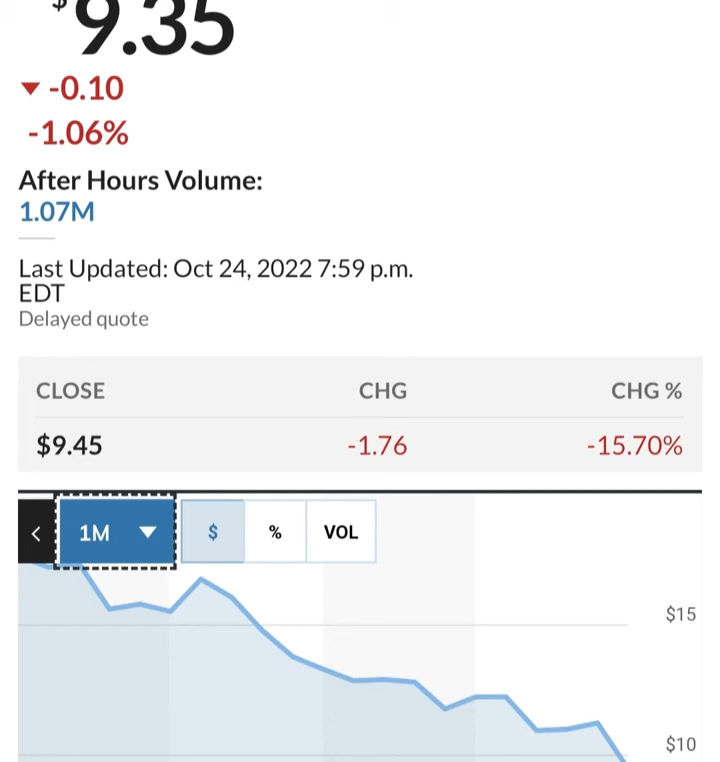 $9.35
-0.10
-1.06%
After Hours Volume:
1.07M
Last Updated: Oct 24, 2022 7:59 p.m.
EDT
Delayed quote
CLOSE CHG CHG %
$9.45 -1.76 -15.70%
1M $ % VOL
$15
$10